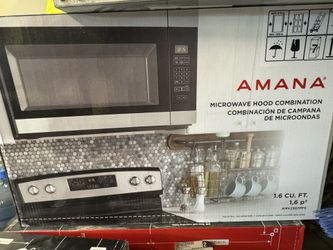 AMANA
MICROWAVE HOOD COMBINATION
COMBINACIÓN DE CAMPANA
DE MICROONDAS
1.6 CU. FT.
1,6 p³